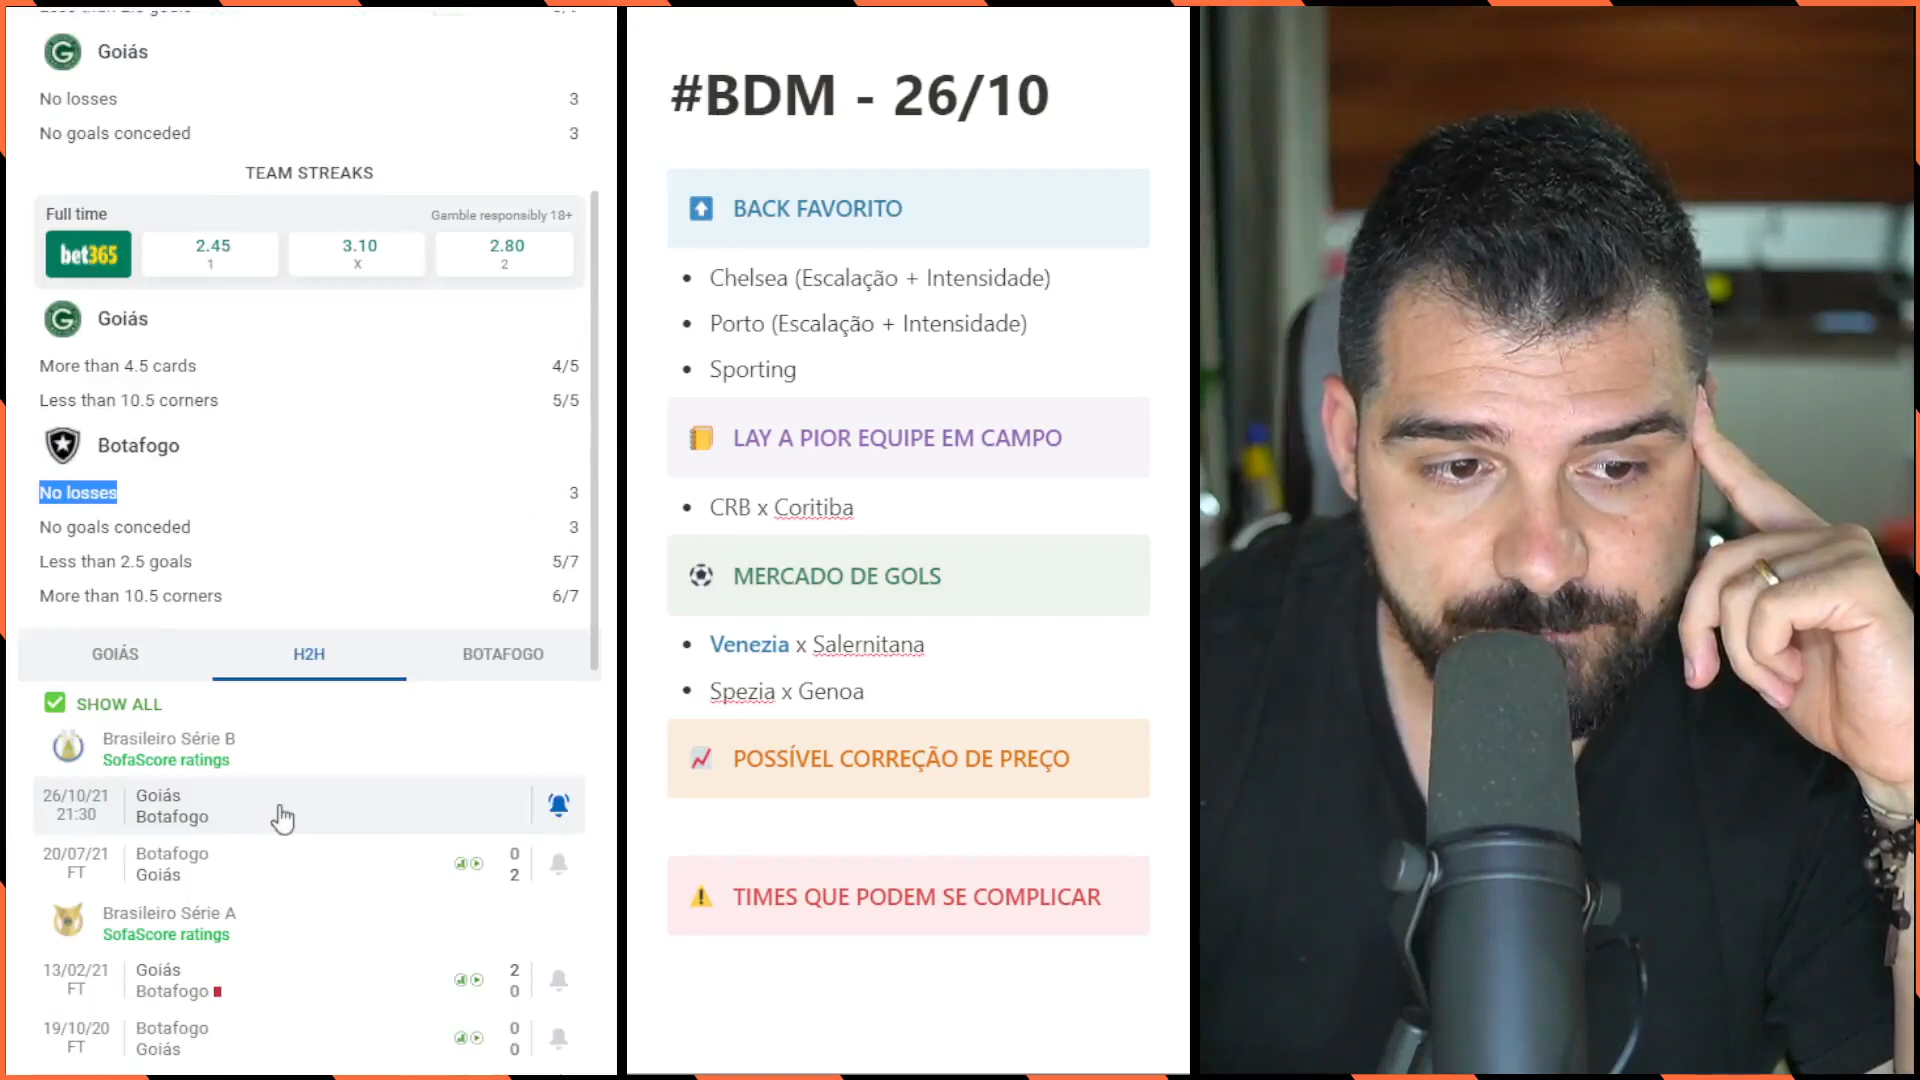 Goiás
No losses 3
No goals conceded 3
TEAM STREAKS
Full time Gamble responsibly 18+
bet365 2.45 3.10 2.80
1 X 2
Goiás
More than 4.5 cards 4/5
Less than 10.5 corners 5/5
Botafogo
No losses 3
No goals conceded 3
Less than 2.5 goals 5/7
More than 10.5 corners 6/7
GOIÁS H2H BOTAFOGO
SHOW ALL
Brasileiro Série B
SofaScore ratings
26/10/21 Goiás
21:30 Botafogo
20/07/21 Botafogo 0
FT Goiás 2
Brasileiro Série A
SofaScore ratings
13/02/21 Goiás 2
FT Botafogo 0
19/10/20 Botafogo 0
FT Goiás 0
#BDM - 26/10
BACK FAVORITO
• Chelsea (Escalação + Intensidade)
• Porto (Escalação + Intensidade)
• Sporting
LAY A PIOR EQUIPE EM CAMPO
• CRB x Coritiba
MERCADO DE GOLS
• Venezia x Salernitana
• Spezia x Genoa
POSSÍVEL CORREÇÃO DE PREÇO
TIMES QUE PODEM SE COMPLICAR